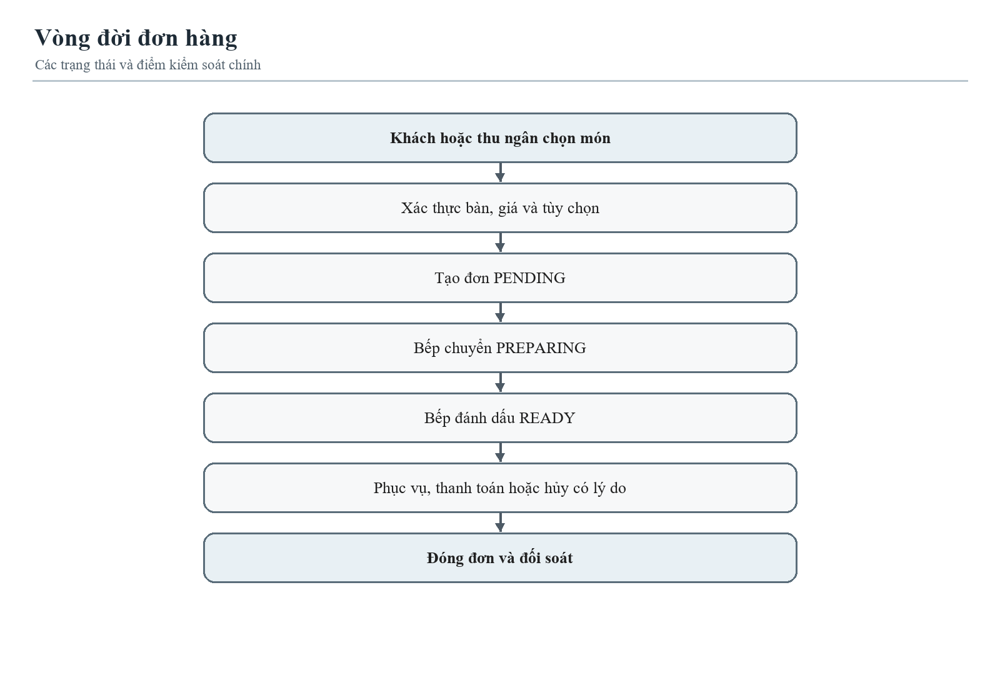 Vòng đời đơn hàng
Các trạng thái và điểm kiểm soát chính
Khách hoặc thu ngân chọn món
Xác thực bàn, giá và tùy chọn
Tạo đơn PENDING
Bếp chuyển PREPARING
Bếp đánh dấu READY
Phục vụ, thanh toán hoặc hủy có lý do
Đóng đơn và đối soát